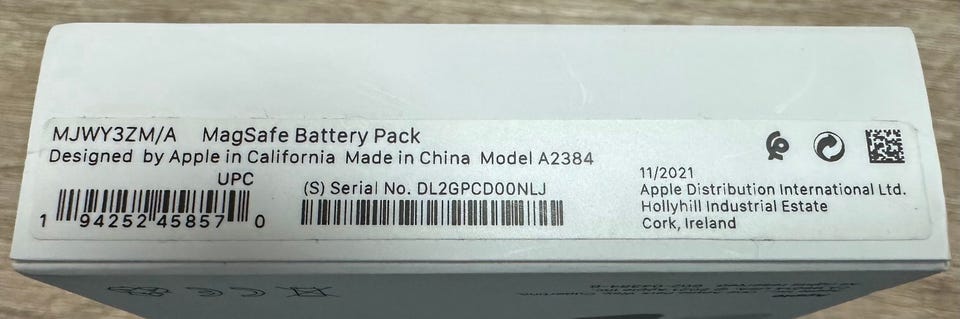 MJWY3ZM/A MagSafe Battery Pack
Designed by Apple in California Made in China Model A2384
UPC
1 94252 45857 0
(S) Serial No. DL2GPCD00NLJ
11/2021
Apple Distribution International Ltd.
Hollyhill Industrial Estate
Cork, Ireland